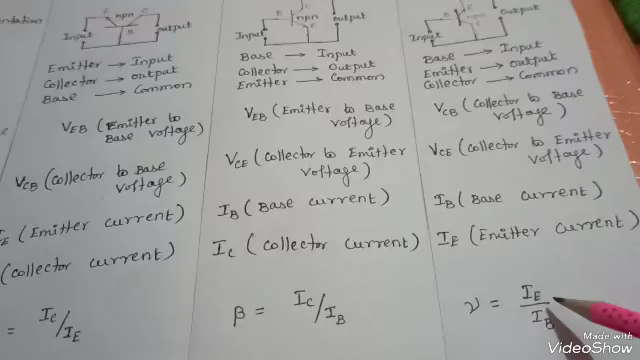 entation
E
npn
C
B
Input
output
Emitter → Input
Collector → output
Base → Common
VEB (Emitter to
Base voltage)
VCB (Collector to Base
Voltage)
IE (Emitter current)
(Collector current)
= IC/IE
npn
Input
output
Base → Input
Collector → Output
Emitter → Common
VEB (Emitter to Base
Voltage)
VCE (Collector to Emitter
Voltage)
IB (Base current)
IC (Collector current)
β = IC/IB
Input
Output
Base → Input
Emitter → output
Collector → Common
VCB (Collector to Base
Voltage)
VCE (Collector to Emitter
Voltage)
IB (Base current)
IE (Emitter current)
ν = IE
IB
Made with
VideoShow